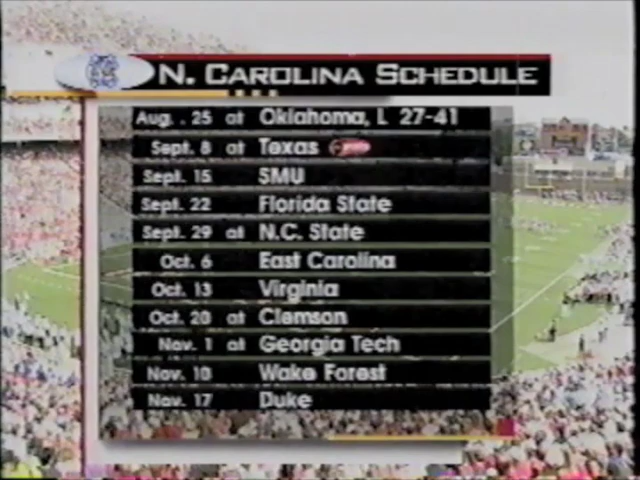 N. CAROLINA SCHEDULE
Aug. . 25 at Oklahoma, L 27-41
Sept. 8 at Texas
Sept. 15 SMU
Sept. 22 Florida State
Sept. 29 at N.C. State
Oct. 6 East Carolina
Oct. 13 Virginia
Oct. 20 at Clemson
Nov. 1 at Georgia Tech
Nov. 10 Wake Forest
Nov. 17 Duke